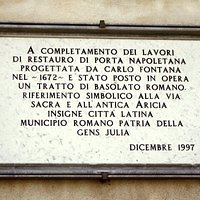 A COMPLETAMENTO DEI LAVORI
DI RESTAURO DI PORTA NAPOLETANA
PROGETTATA DA CARLO FONTANA
NEL ~1672~ E STATO POSTO IN OPERA
UN TRATTO DI BASOLATO ROMANO.
RIFERIMENTO SIMBOLICO ALLA VIA
SACRA E ALL'ANTICA ARICIA
INSIGNE CITTÀ LATINA
MUNICIPIO ROMANO PATRIA DELLA
GENS JULIA
DICEMBRE 1997